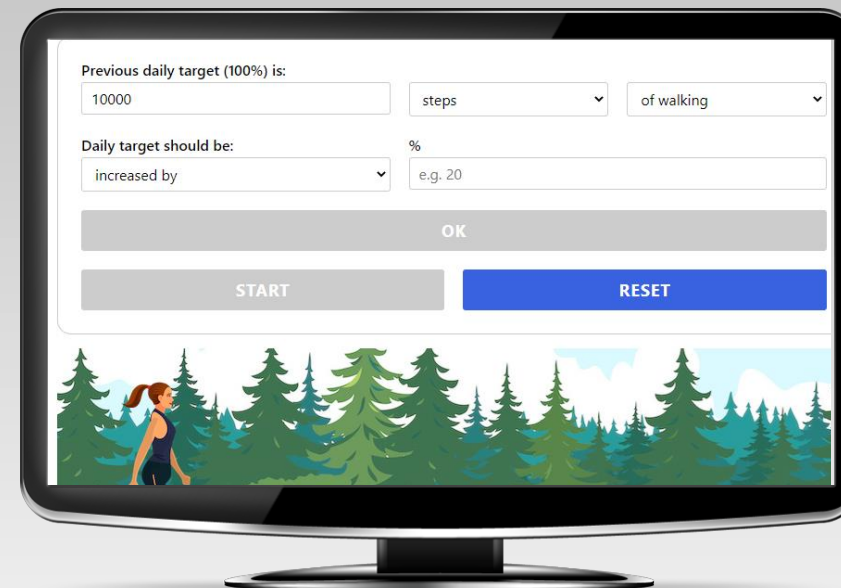 Previous daily target (100%) is:
10000 steps of walking
Daily target should be: %
increased by e.g. 20
OK
START RESET